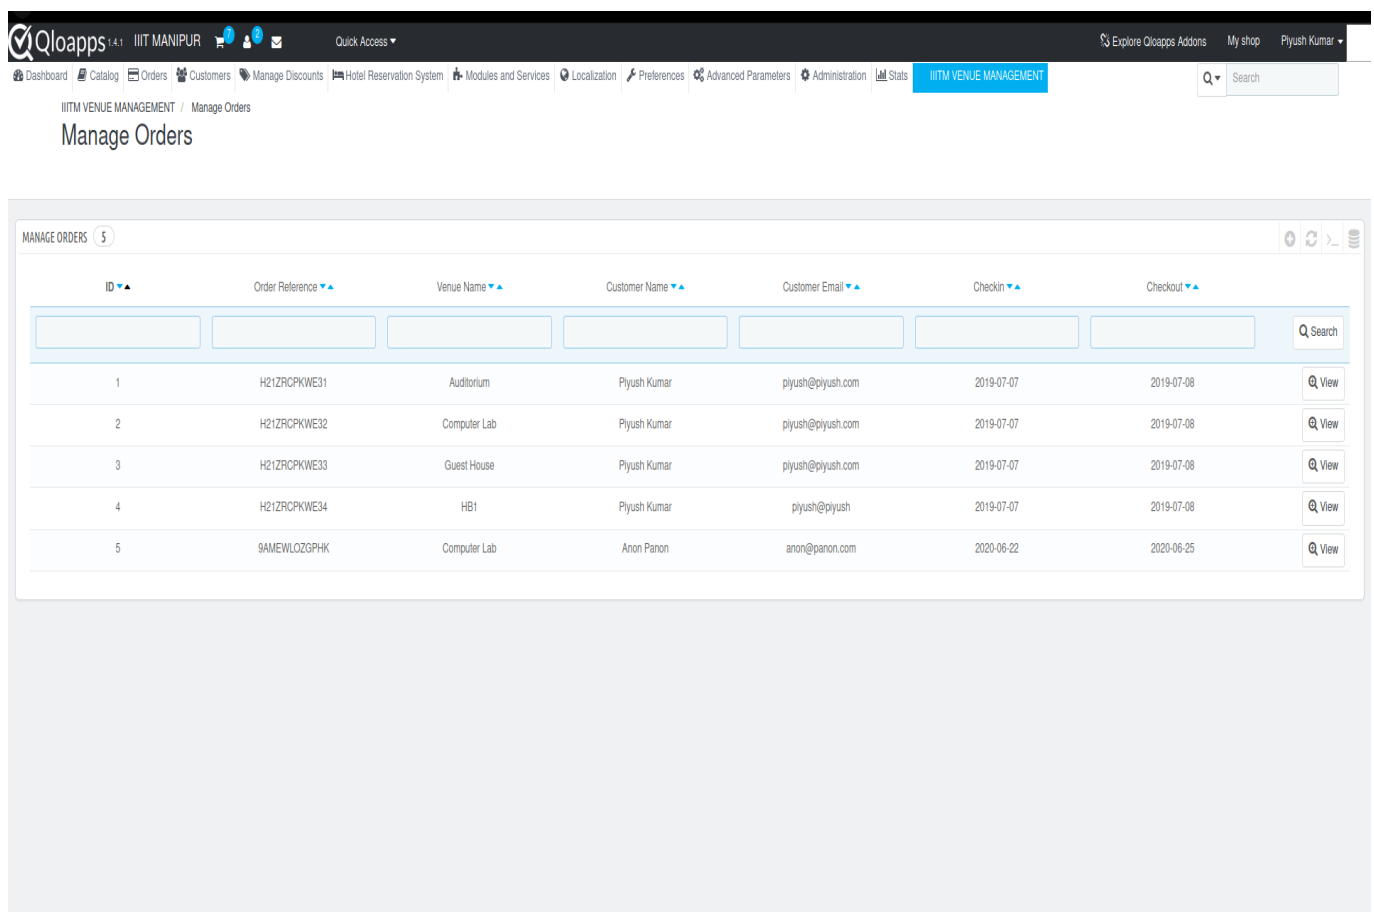 Qloapps 1.4.1 IIIT MANIPUR 7 2 Quick Access Explore Qloapps Addons My shop Piyush Kumar
Dashboard Catalog Orders Customers Manage Discounts Hotel Reservation System Modules and Services Localization Preferences Advanced Parameters Administration Stats IIITM VENUE MANAGEMENT Search
IIITM VENUE MANAGEMENT / Manage Orders
Manage Orders
MANAGE ORDERS 5
ID Order Reference Venue Name Customer Name Customer Email Checkin Checkout
Search
1 H21ZRCPKWE31 Auditorium Piyush Kumar piyush@piyush.com 2019-07-07 2019-07-08 View
2 H21ZRCPKWE32 Computer Lab Piyush Kumar piyush@piyush.com 2019-07-07 2019-07-08 View
3 H21ZRCPKWE33 Guest House Piyush Kumar piyush@piyush.com 2019-07-07 2019-07-08 View
4 H21ZRCPKWE34 HB1 Piyush Kumar piyush@piyush 2019-07-07 2019-07-08 View
5 9AMEWLOZGPHK Computer Lab Anon Panon anon@panon.com 2020-06-22 2020-06-25 View